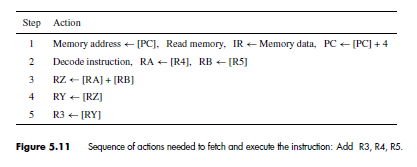 Step Action
1 Memory address ← [PC], Read memory, IR ← Memory data, PC ← [PC] + 4
2 Decode instruction, RA ← [R4], RB ← [R5]
3 RZ ← [RA] + [RB]
4 RY ← [RZ]
5 R3 ← [RY]
Figure 5.11 Sequence of actions needed to fetch and execute the instruction: Add R3, R4, R5.